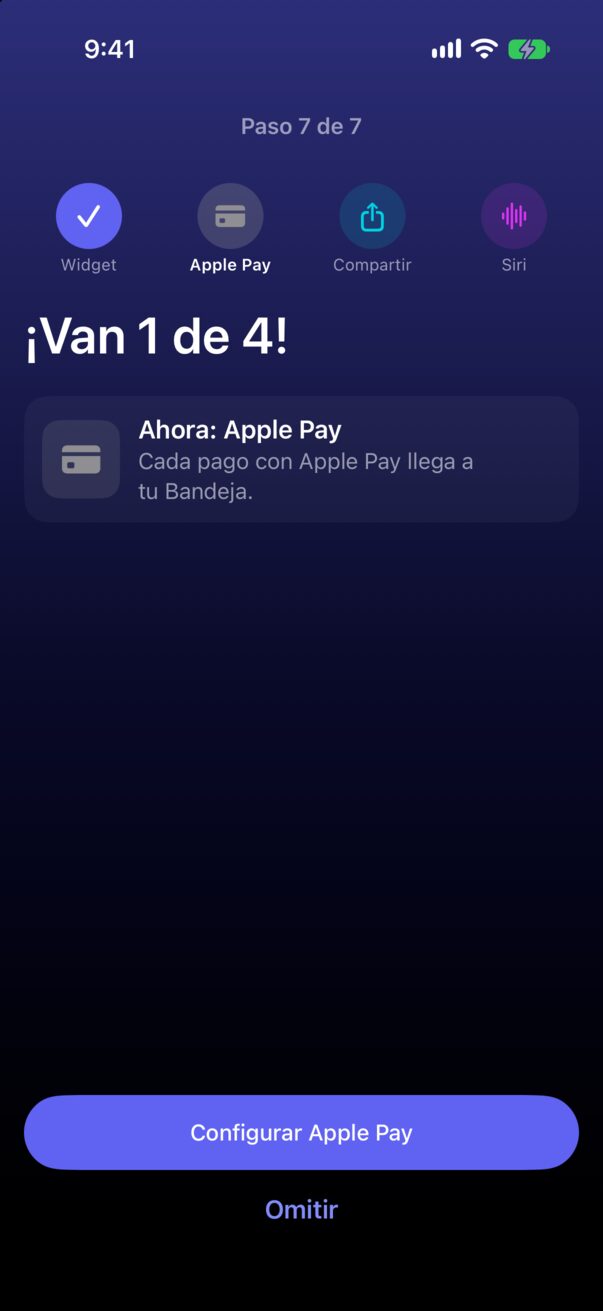 9:41
Paso 7 de 7
Widget
Apple Pay
Compartir
Siri
¡Van 1 de 4!
Ahora: Apple Pay
Cada pago con Apple Pay llega a
tu Bandeja.
Configurar Apple Pay
Omitir